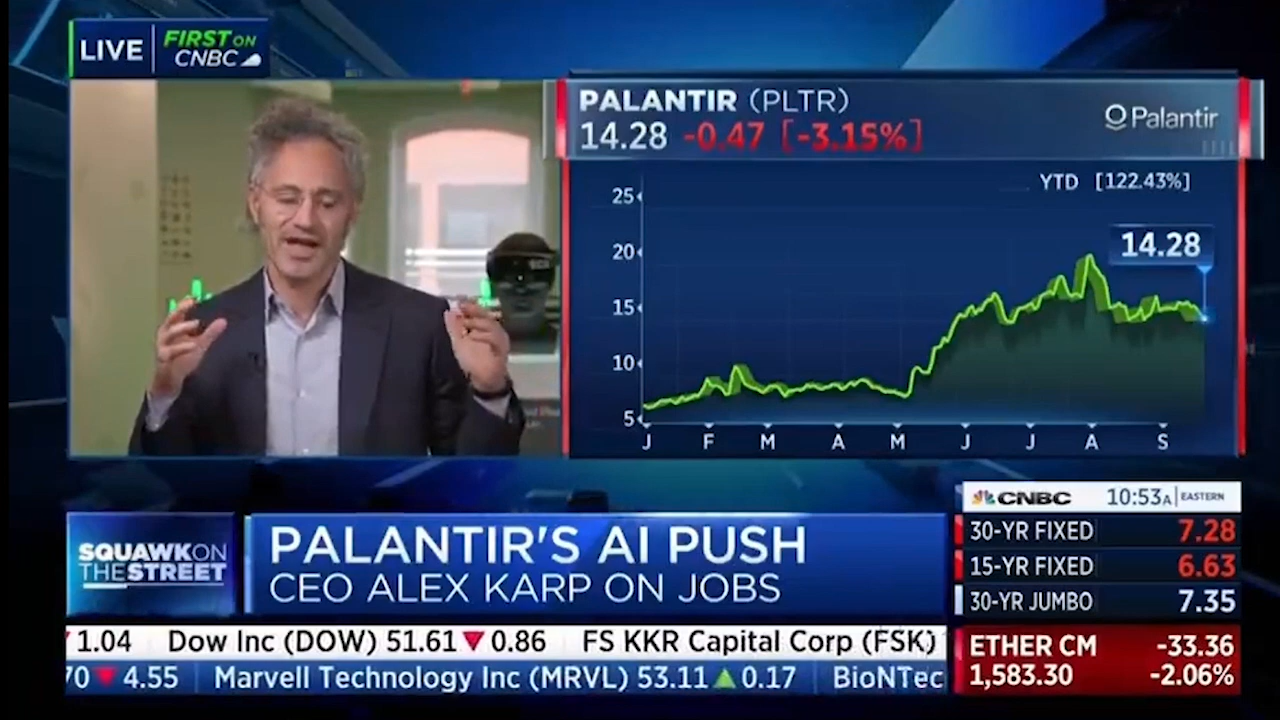 LIVE
FIRST ON
CNBC
PALANTIR (PLTR)
14.28 -0.47 [-3.15%]
Palantir
YTD [122.43%]
25
20
15
10
5
14.28
J F M A M J J A S
SQUAWK ON
THE STREET
PALANTIR'S AI PUSH
CEO ALEX KARP ON JOBS
CNBC 10:53A EASTERN
30-YR FIXED 7.28
15-YR FIXED 6.63
30-YR JUMBO 7.35
ETHER CM -33.36
1,583.30 -2.06%
▼1.04 Dow Inc (DOW) 51.61▼0.86 FS KKR Capital Corp (FSK)
70▼4.55 Marvell Technology Inc (MRVL) 53.11▲0.17 BioNTec